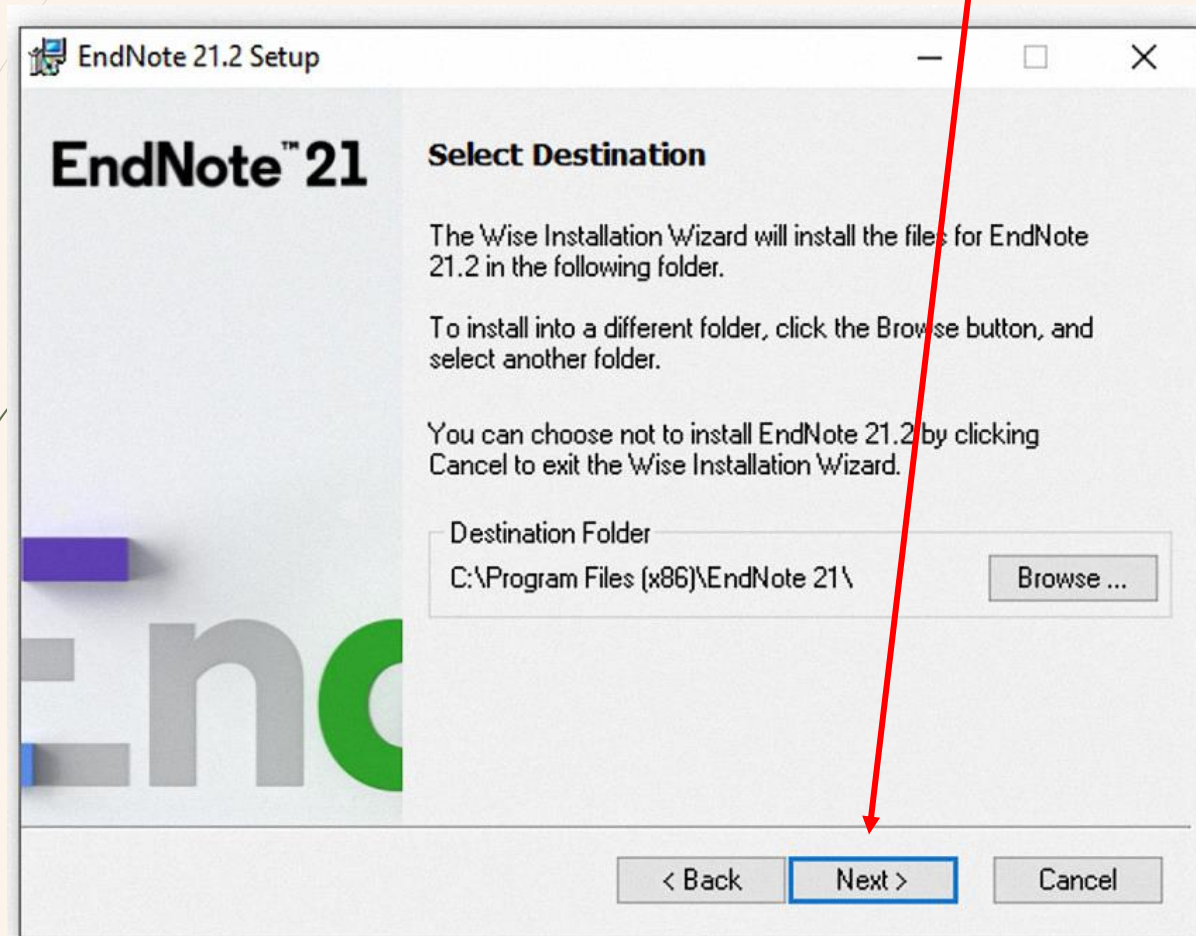 EndNote 21.2 Setup
EndNote™21
Select Destination
The Wise Installation Wizard will install the files for EndNote
21.2 in the following folder.
To install into a different folder, click the Browse button, and
select another folder.
You can choose not to install EndNote 21.2 by clicking
Cancel to exit the Wise Installation Wizard.
Destination Folder
C:\Program Files (x86)\EndNote 21\
Browse ...
End
< Back
Next >
Cancel